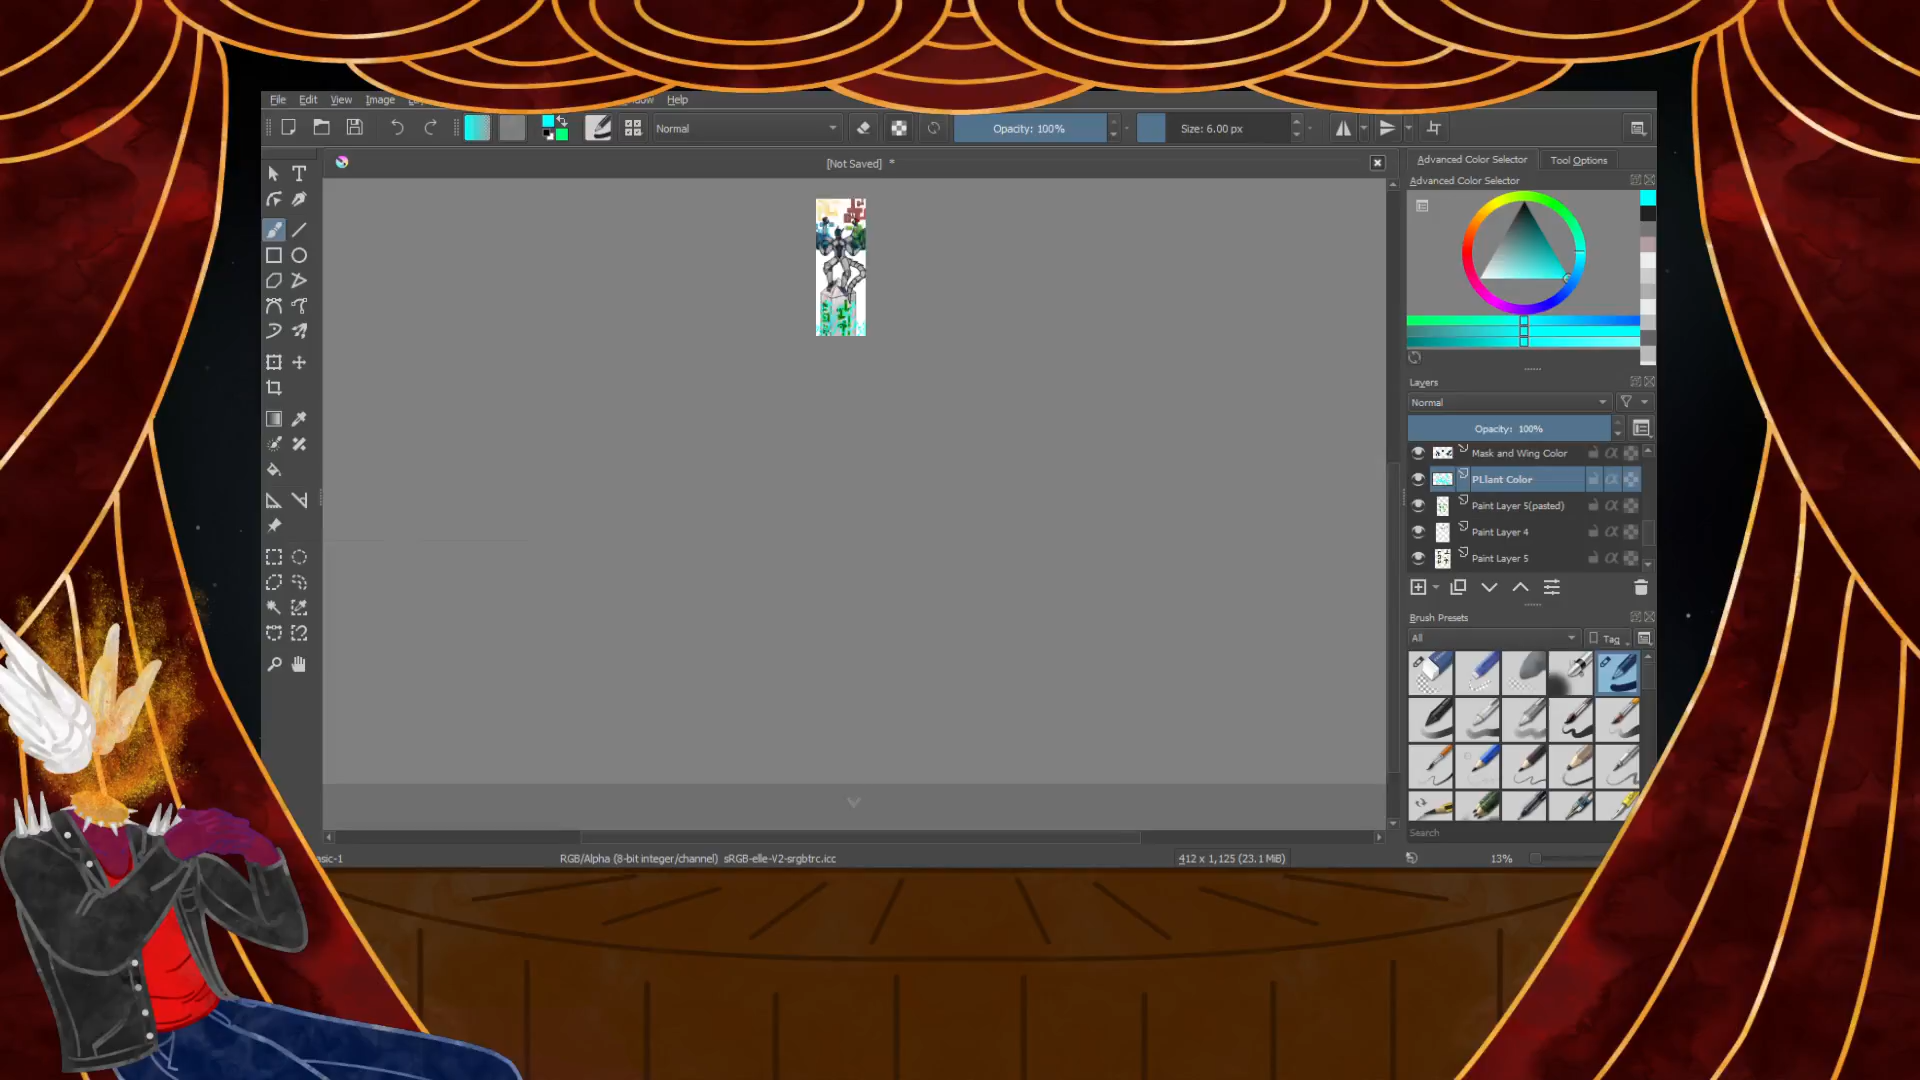 File Edit View Image Help
Normal
Opacity: 100%
Size: 6.00 px
[Not Saved] *
Advanced Color Selector
Tool Options
Advanced Color Selector
Layers
Normal
Opacity: 100%
Mask and Wing Color
PLlant Color
Paint Layer 5(pasted)
Paint Layer 4
Paint Layer 5
Brush Presets
All
Tag
Search
asic-1
RGB/Alpha (8-bit integer/channel) sRGB-elle-V2-srgbtrc.icc
412 x 1,125 (23.1 MiB)
13%